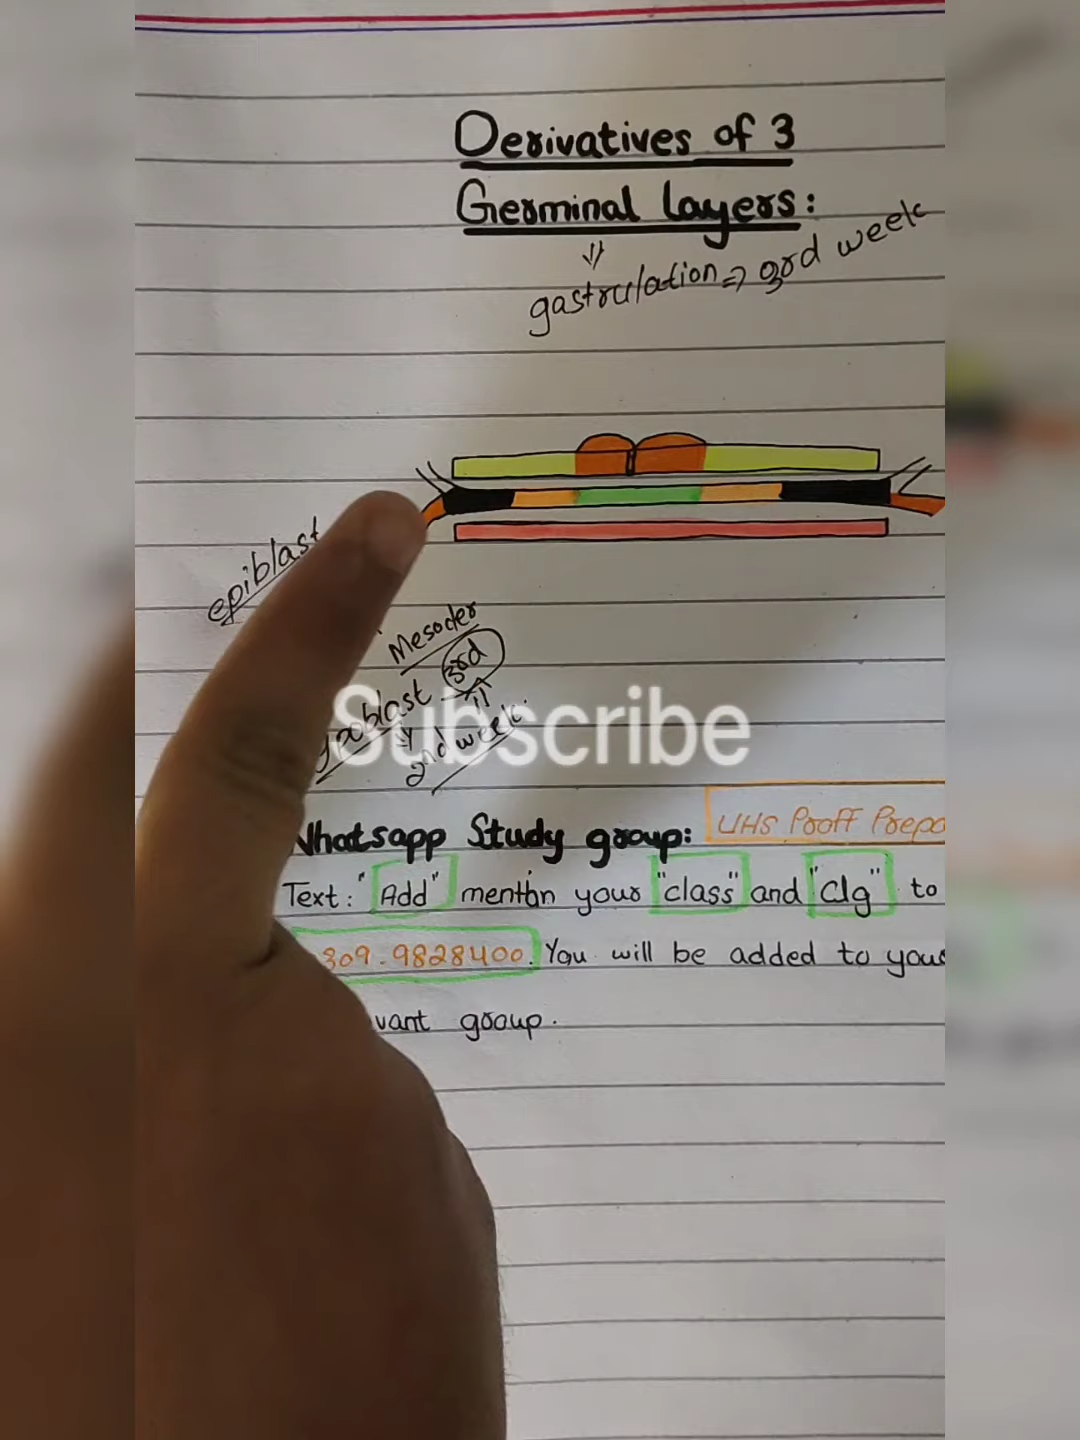 Derivatives of 3
Germinal layers:
gastrulation => 3rd week
epiblast
Mesoder
3rd
2nd week.
Subscribe
Whatsapp Study group:
UHS Proff Prepa
Text: "Add" mention your "class" and "Clg" to
309-9828400. You will be added to your
vant group.